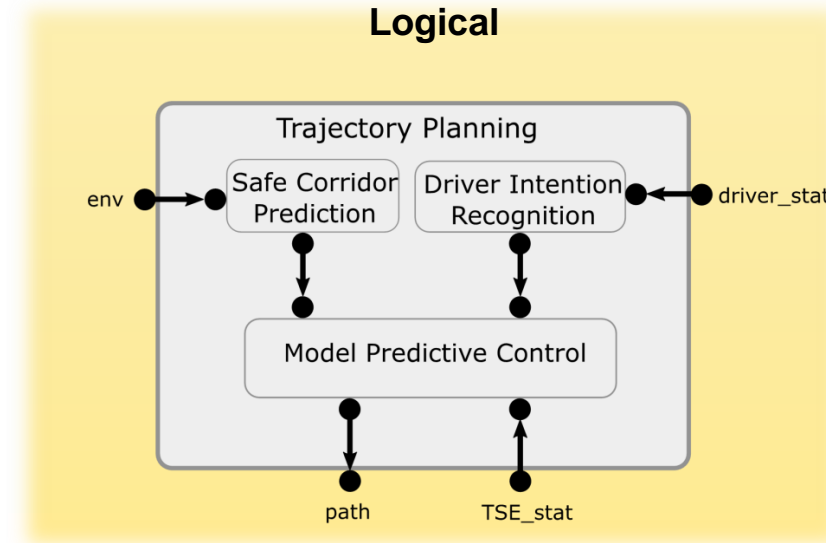 Logical
Trajectory Planning
Safe Corridor
Prediction
Driver Intention
Recognition
env
driver_stat
Model Predictive Control
path
TSE_stat